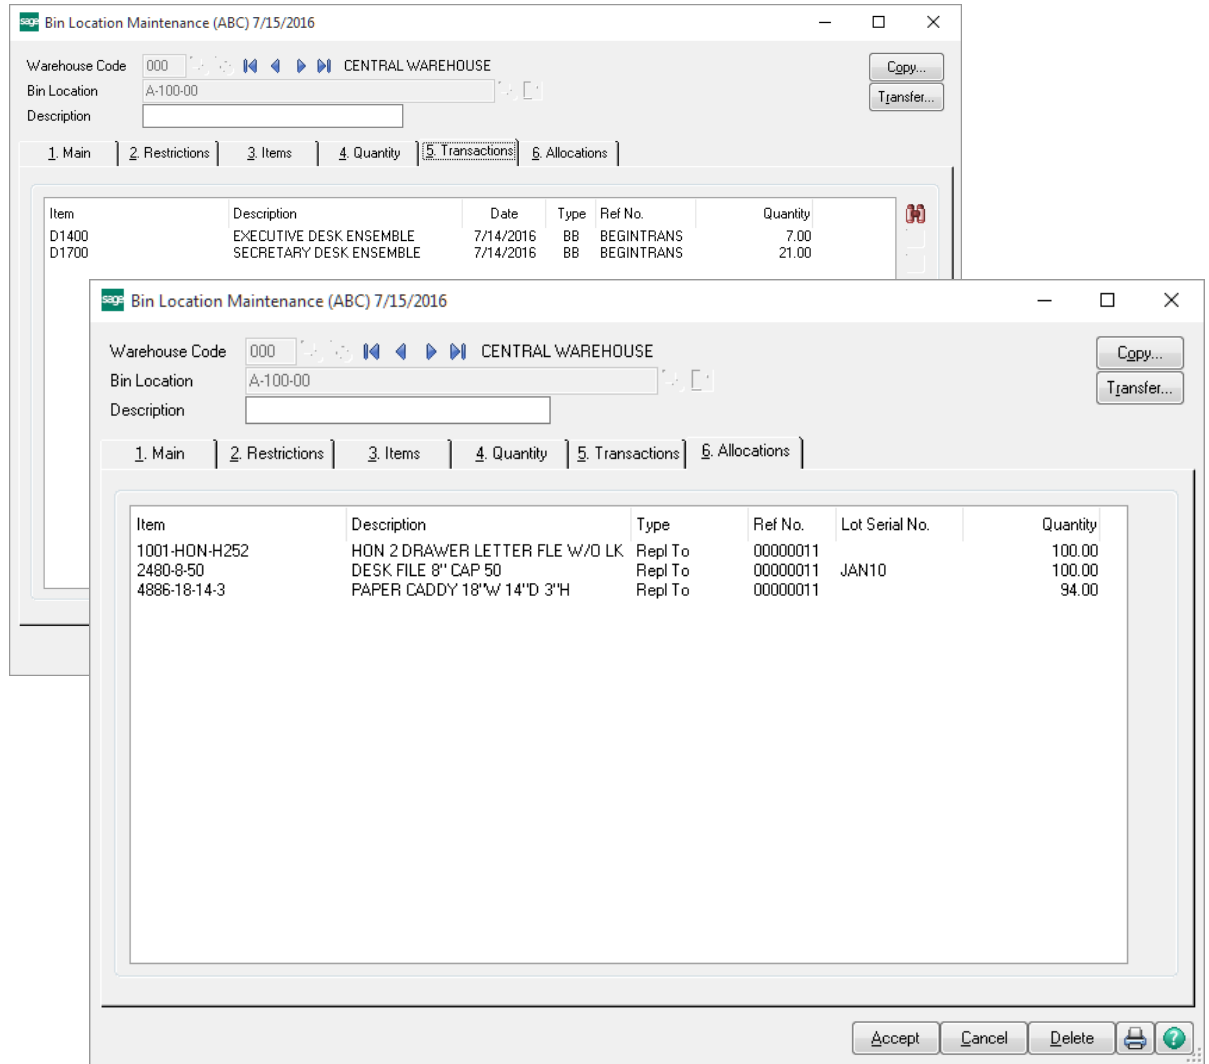 sage Bin Location Maintenance (ABC) 7/15/2016
Warehouse Code 000 CENTRAL WAREHOUSE Copy...
Bin Location A-100-00 Transfer...
Description
1. Main 2. Restrictions 3. Items 4. Quantity 5. Transactions 6. Allocations
Item Description Date Type Ref No. Quantity
D1400 EXECUTIVE DESK ENSEMBLE 7/14/2016 BB BEGINTRANS 7.00
D1700 SECRETARY DESK ENSEMBLE 7/14/2016 BB BEGINTRANS 21.00
sage Bin Location Maintenance (ABC) 7/15/2016
Warehouse Code 000 CENTRAL WAREHOUSE Copy...
Bin Location A-100-00 Transfer...
Description
1. Main 2. Restrictions 3. Items 4. Quantity 5. Transactions 6. Allocations
Item Description Type Ref No. Lot Serial No. Quantity
1001-HON-H252 HON 2 DRAWER LETTER FLE W/O LK Repl To 00000011 100.00
2480-8-50 DESK FILE 8" CAP 50 Repl To 00000011 JAN10 100.00
4886-18-14-3 PAPER CADDY 18"W 14"D 3"H Repl To 00000011 94.00
Accept Cancel Delete ?